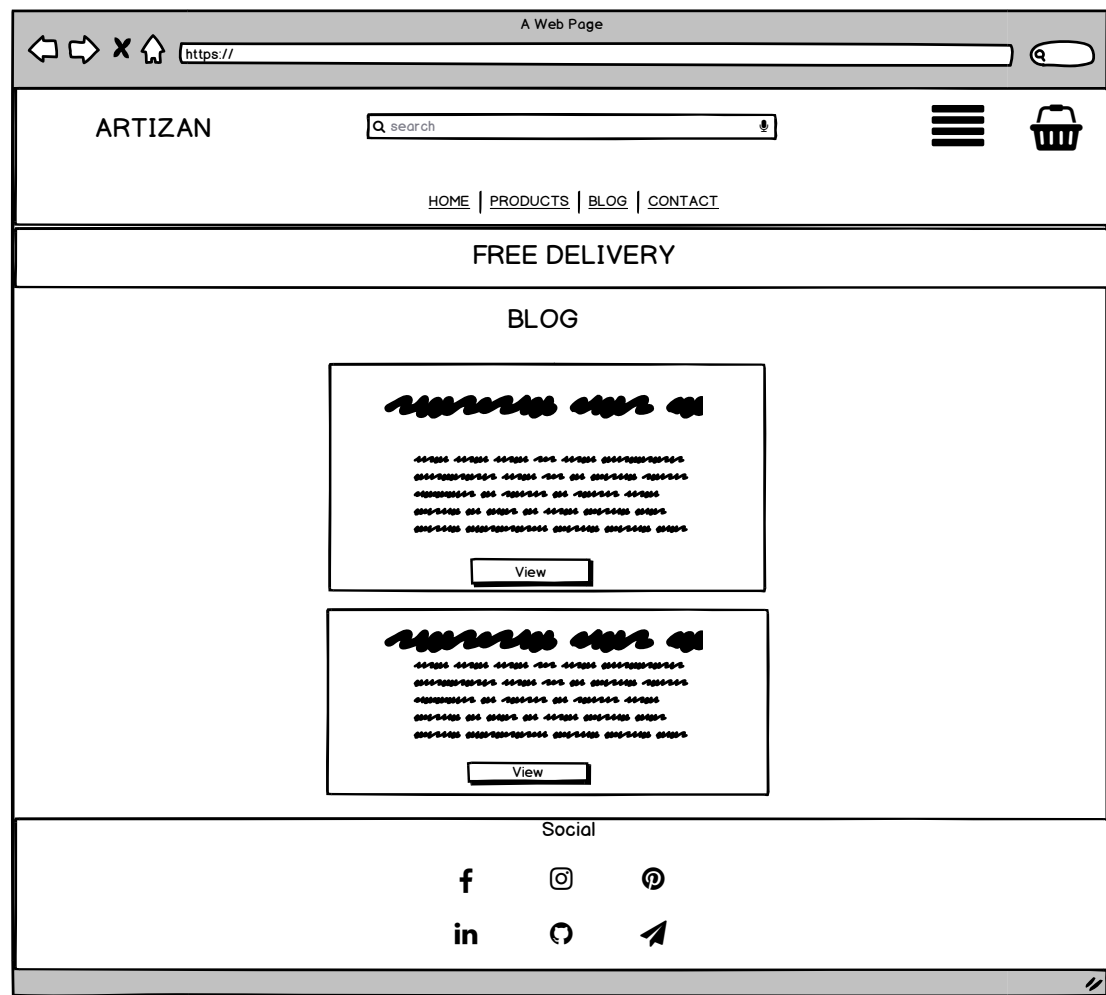 A Web Page
https://
ARTIZAN
search
HOME PRODUCTS BLOG CONTACT
FREE DELIVERY
BLOG
View
View
Social